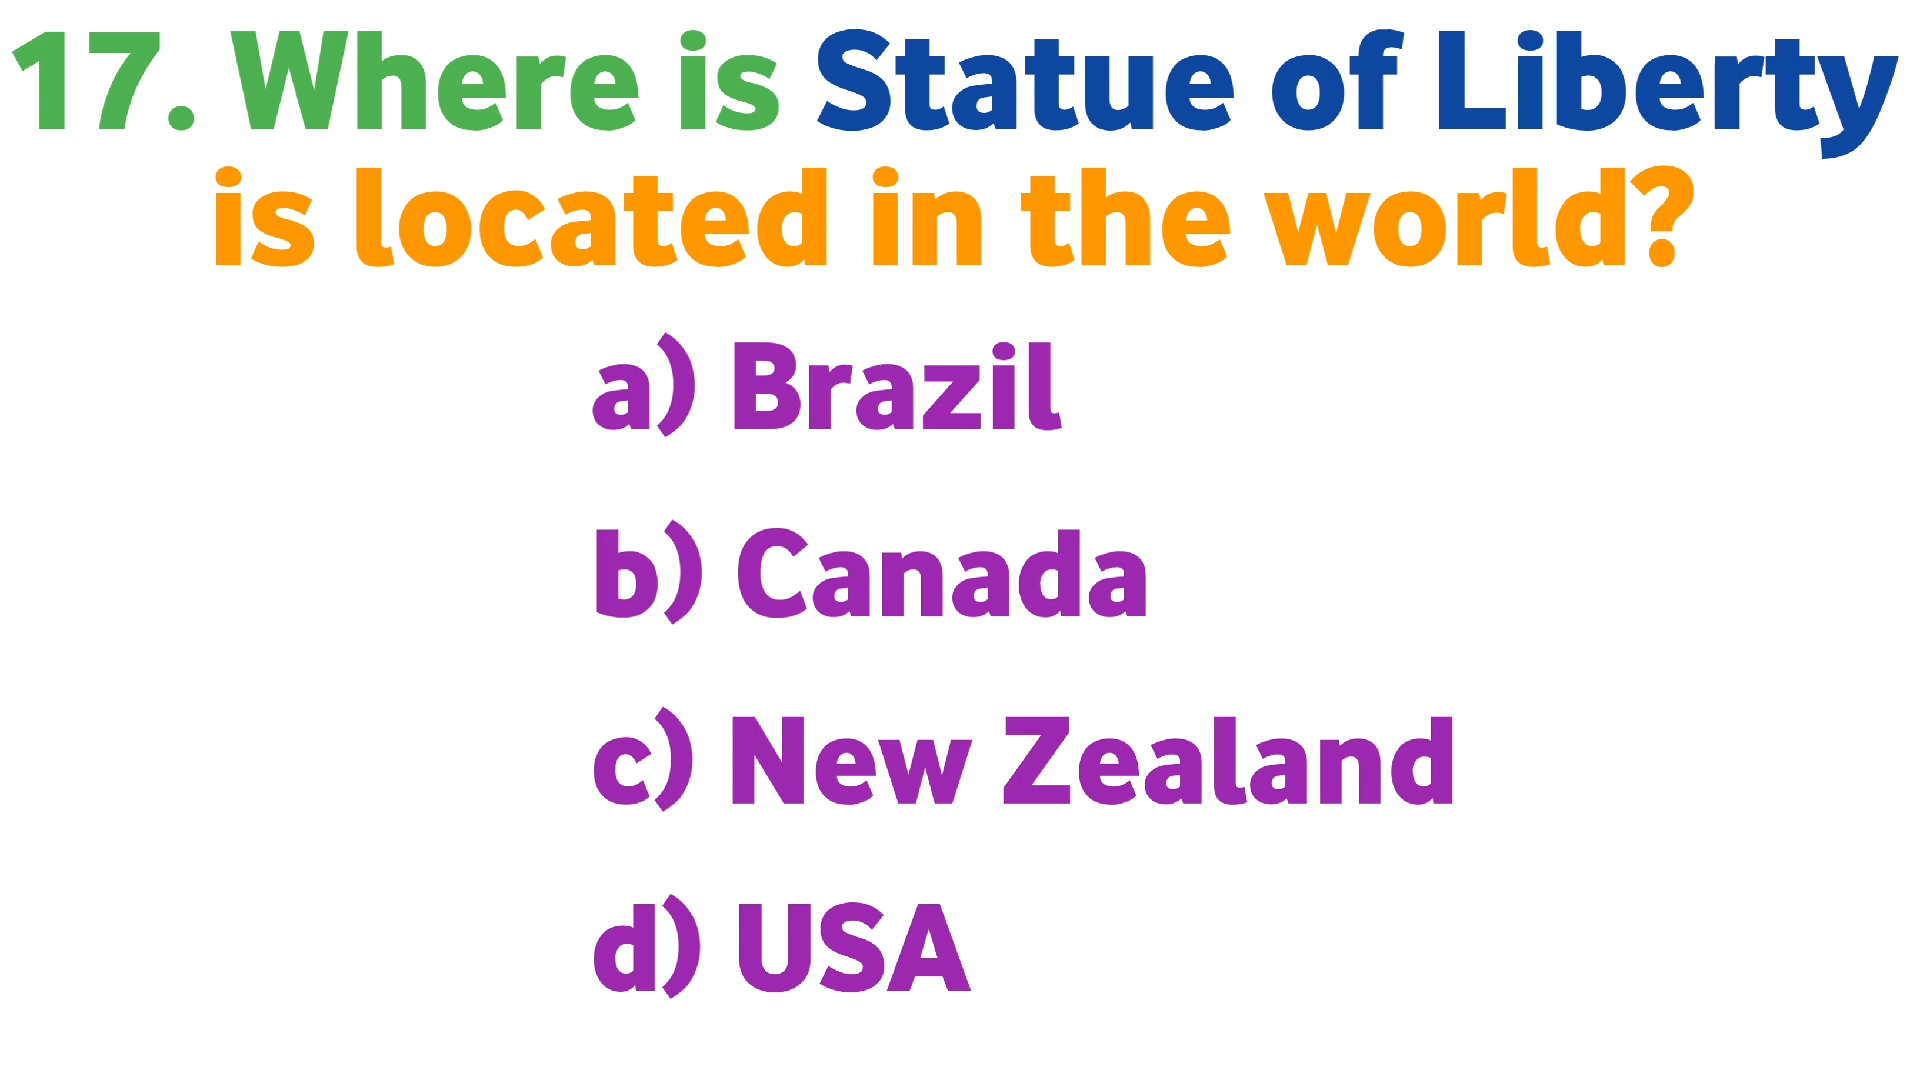 17. Where is Statue of Liberty
is located in the world?
a) Brazil
b) Canada
c) New Zealand
d) USA